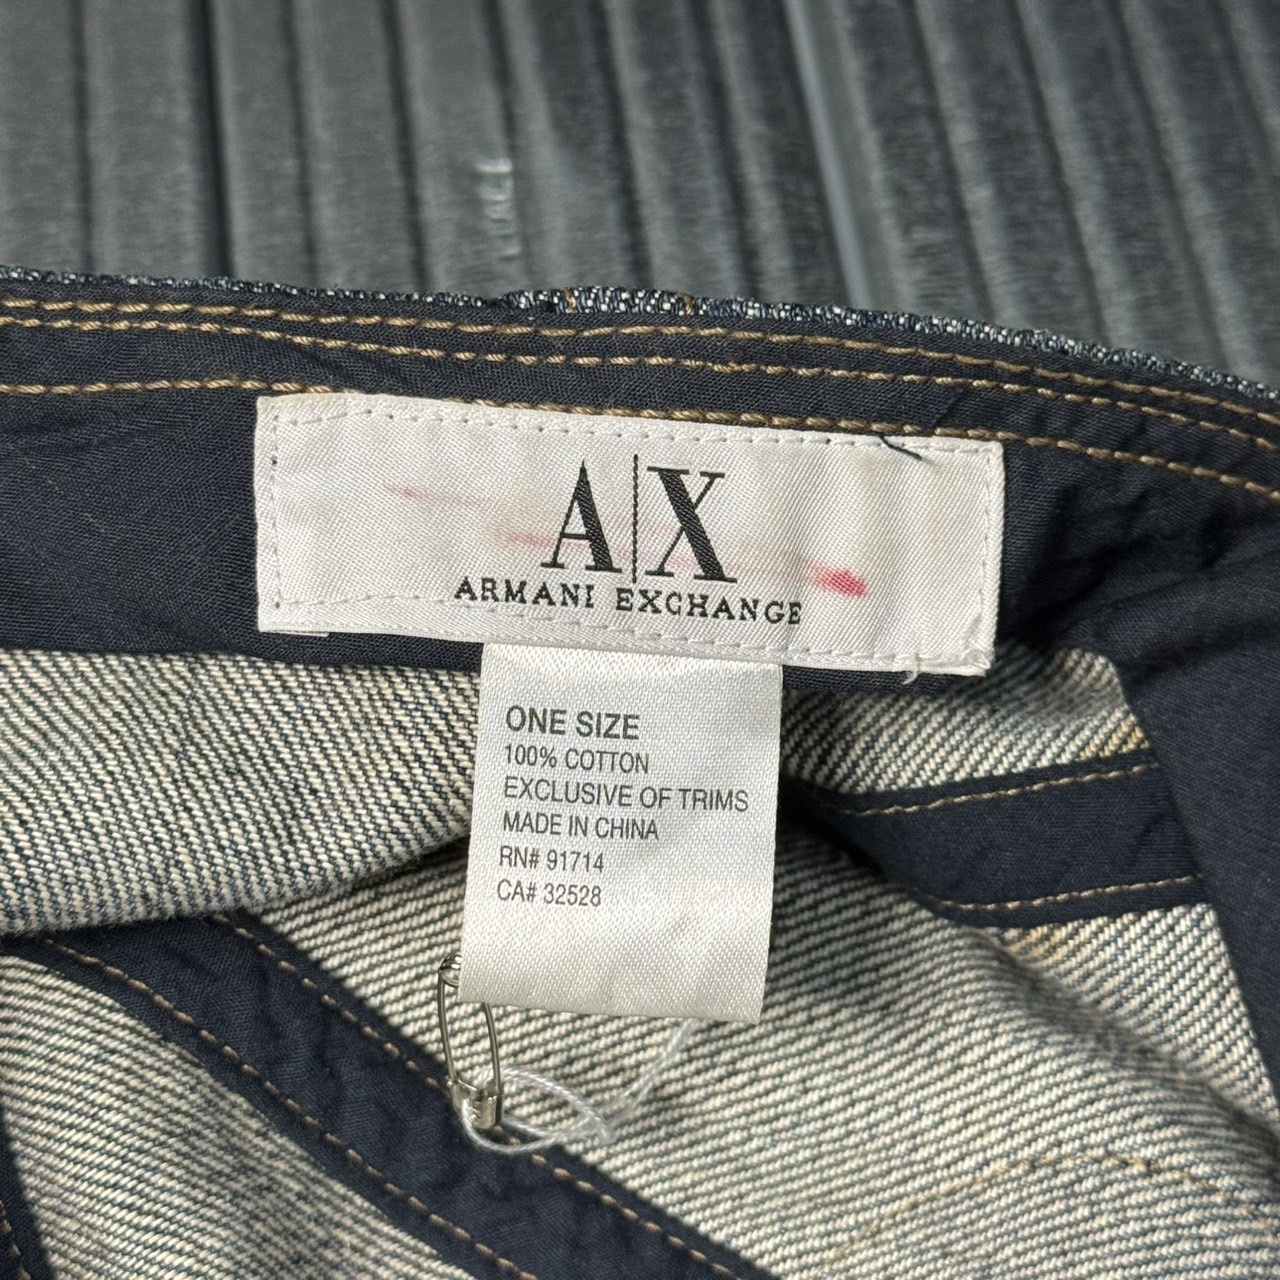 A|X
ARMANI EXCHANGE
ONE SIZE
100% COTTON
EXCLUSIVE OF TRIMS
MADE IN CHINA
RN# 91714
CA# 32528